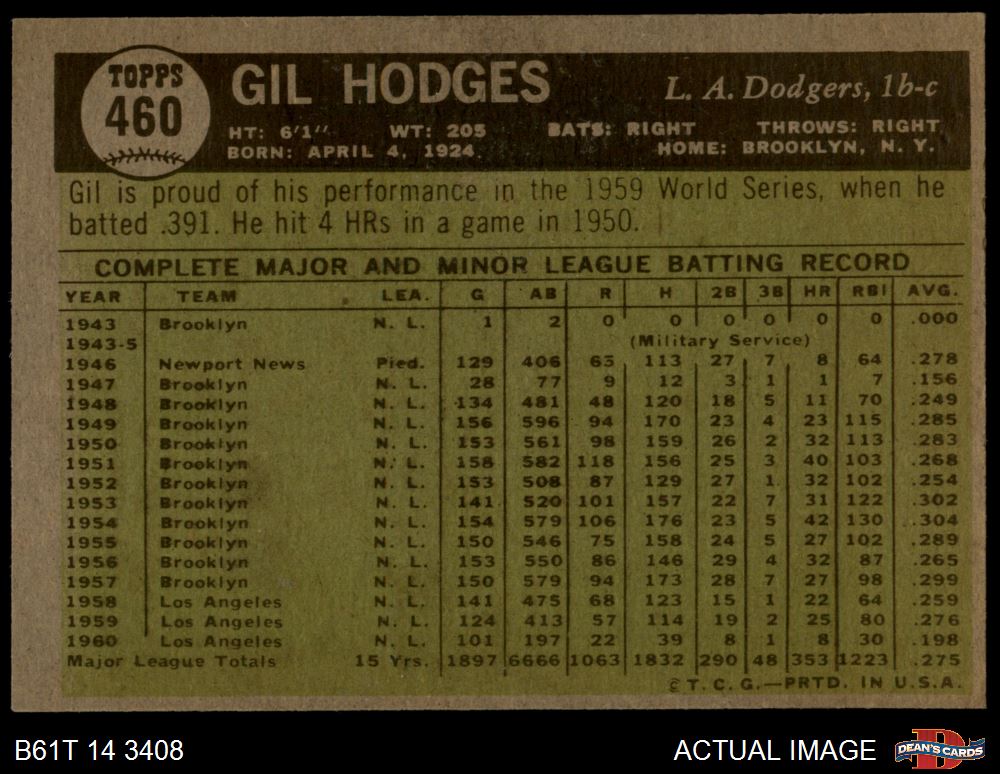 TOPPS
460
GIL HODGES
L. A. Dodgers, 1b-c
HT: 6'1" WT: 205 BATS: RIGHT THROWS: RIGHT
BORN: APRIL 4, 1924 HOME: BROOKLYN, N. Y.
Gil is proud of his performance in the 1959 World Series, when he
batted .391. He hit 4 HRs in a game in 1950.
COMPLETE MAJOR AND MINOR LEAGUE BATTING RECORD
YEAR TEAM LEA. G AB R H 2B 3B HR RBI AVG.
1943 Brooklyn N. L. 1 2 0 0 0 0 0 0 .000
1943-5 (Military Service)
1946 Newport News Pied. 129 406 65 113 27 7 8 64 .278
1947 Brooklyn N. L. 28 77 9 12 3 1 1 7 .156
1948 Brooklyn N. L. 134 481 48 120 18 5 11 70 .249
1949 Brooklyn N. L. 156 596 94 170 23 4 23 115 .285
1950 Brooklyn N. L. 153 561 98 159 26 2 32 113 .283
1951 Brooklyn N. L. 158 582 118 156 25 3 40 103 .268
1952 Brooklyn N. L. 153 508 87 129 27 1 32 102 .254
1953 Brooklyn N. L. 141 520 101 157 22 7 31 122 .302
1954 Brooklyn N. L. 154 579 106 176 23 5 42 130 .304
1955 Brooklyn N. L. 150 546 75 158 24 5 27 102 .289
1956 Brooklyn N. L. 153 550 86 146 29 4 32 87 .265
1957 Brooklyn N. L. 150 579 94 173 28 7 27 98 .299
1958 Los Angeles N. L. 141 475 68 123 15 1 22 64 .259
1959 Los Angeles N. L. 124 413 57 114 19 2 25 80 .276
1960 Los Angeles N. L. 101 197 22 39 8 1 8 30 .198
Major League Totals 15 Yrs. 1897 6666 1063 1832 290 48 353 1223 .275
© T. C. G.—PRTD. IN U.S.A.
B61T 14 3408
ACTUAL IMAGE
DEAN'S CARDS